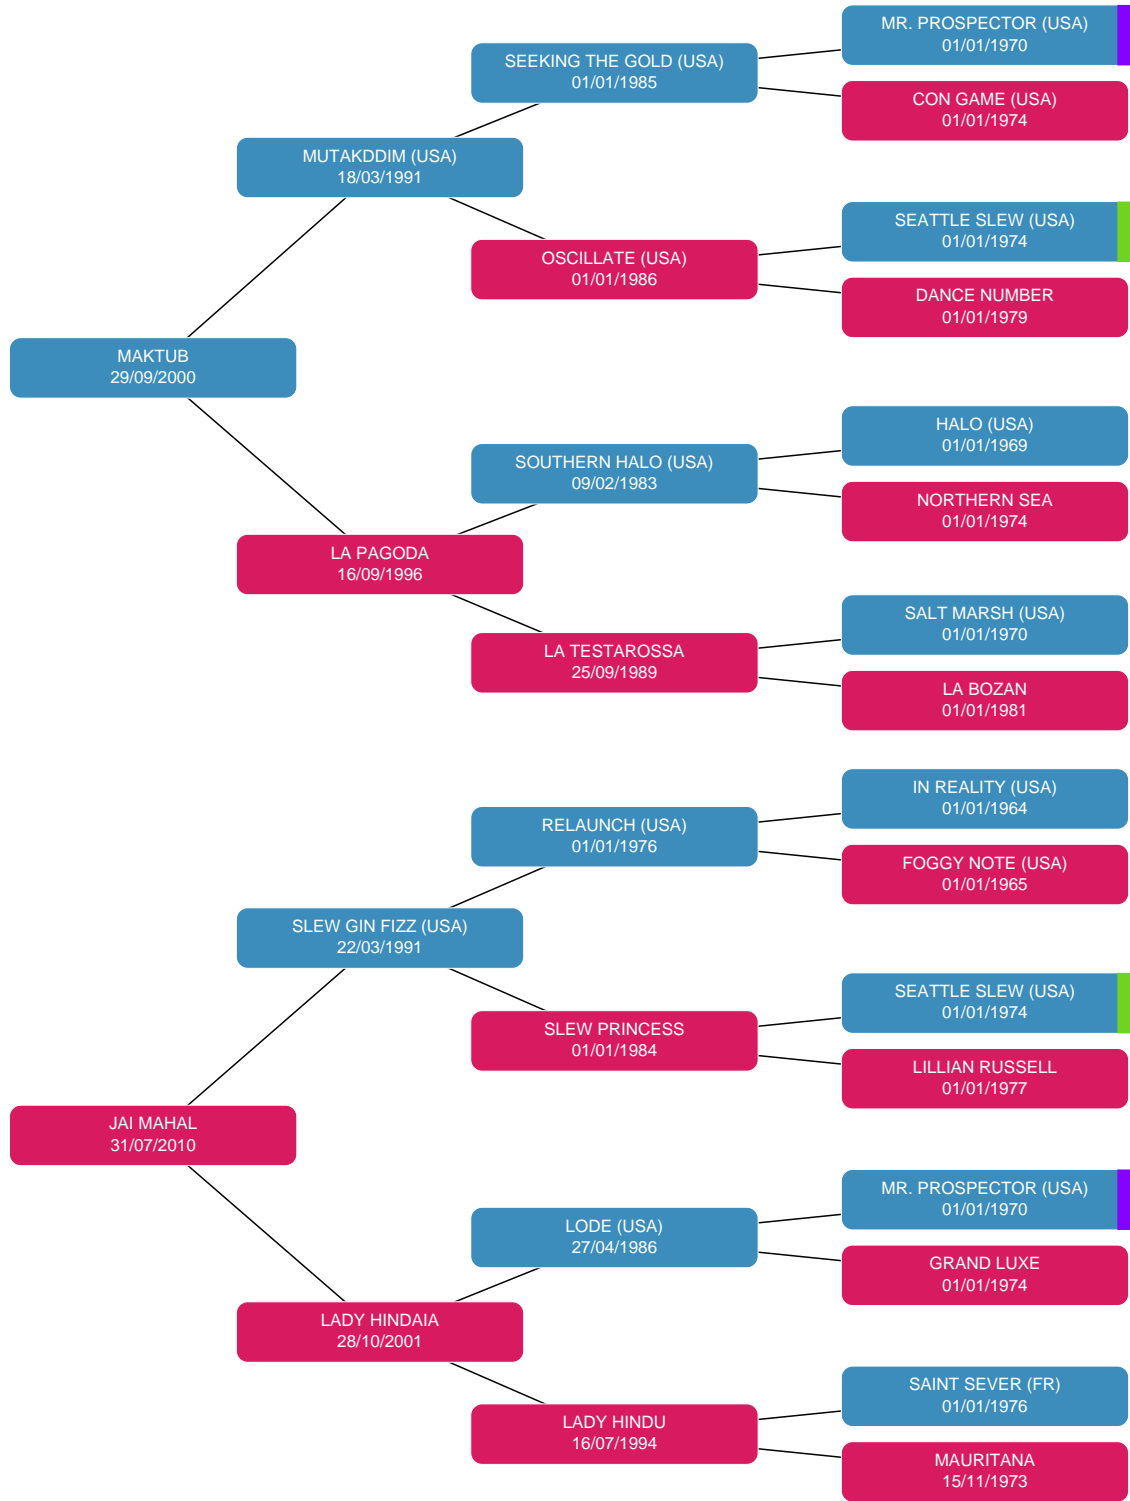 MR. PROSPECTOR (USA)
01/01/1970
SEEKING THE GOLD (USA)
01/01/1985
CON GAME (USA)
01/01/1974
MUTAKDDIM (USA)
18/03/1991
SEATTLE SLEW (USA)
01/01/1974
OSCILLATE (USA)
01/01/1986
DANCE NUMBER
01/01/1979
MAKTUB
29/09/2000
HALO (USA)
01/01/1969
SOUTHERN HALO (USA)
09/02/1983
NORTHERN SEA
01/01/1974
LA PAGODA
16/09/1996
SALT MARSH (USA)
01/01/1970
LA TESTAROSSA
25/09/1989
LA BOZAN
01/01/1981
IN REALITY (USA)
01/01/1964
RELAUNCH (USA)
01/01/1976
FOGGY NOTE (USA)
01/01/1965
SLEW GIN FIZZ (USA)
22/03/1991
SEATTLE SLEW (USA)
01/01/1974
SLEW PRINCESS
01/01/1984
LILLIAN RUSSELL
01/01/1977
JAI MAHAL
31/07/2010
MR. PROSPECTOR (USA)
01/01/1970
LODE (USA)
27/04/1986
GRAND LUXE
01/01/1974
LADY HINDAIA
28/10/2001
SAINT SEVER (FR)
01/01/1976
LADY HINDU
16/07/1994
MAURITANA
15/11/1973